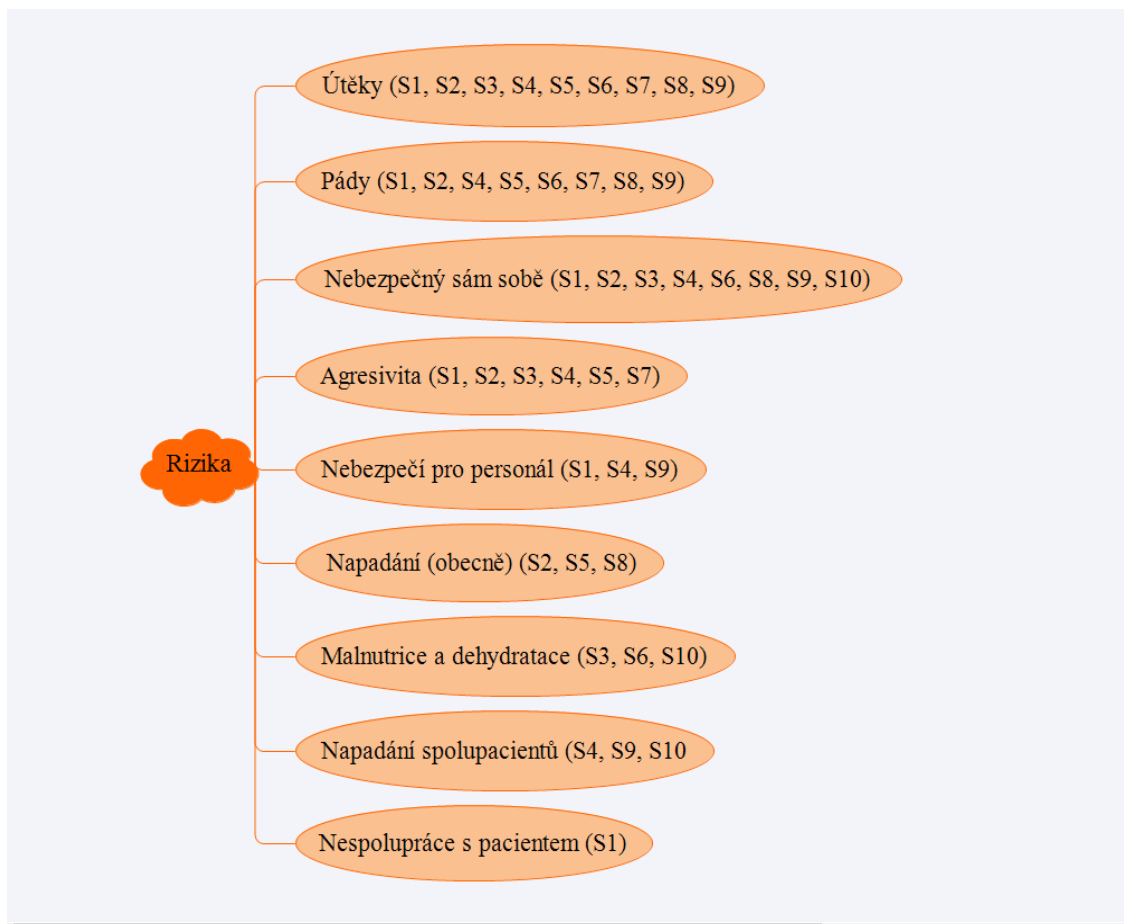 Útěky (S1, S2, S3, S4, S5, S6, S7, S8, S9)
Pády (S1, S2, S4, S5, S6, S7, S8, S9)
Nebezpečný sám sobě (S1, S2, S3, S4, S6, S8, S9, S10)
Agresivita (S1, S2, S3, S4, S5, S7)
Rizika
Nebezpečí pro personál (S1, S4, S9)
Napadání (obecně) (S2, S5, S8)
Malnutrice a dehydratace (S3, S6, S10)
Napadání spolupacientů (S4, S9, S10
Nespolupráce s pacientem (S1)